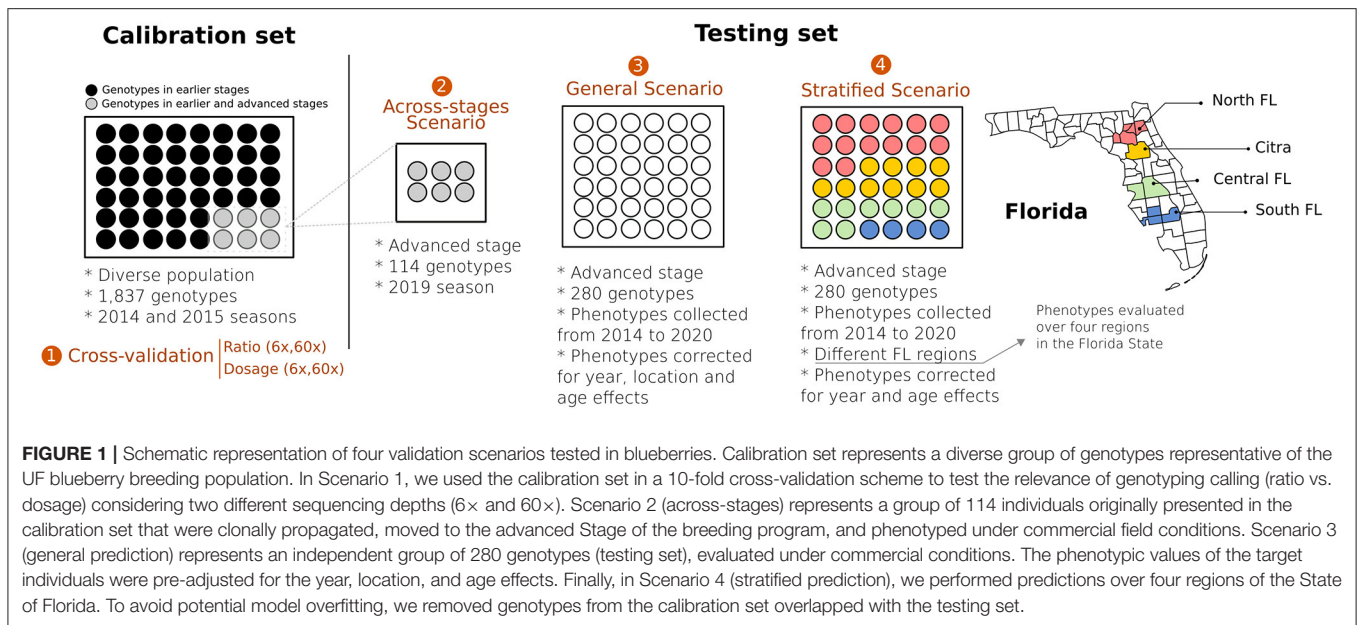 Calibration set
Testing set
Genotypes in earlier stages
Genotypes in earlier and advanced stages
* Diverse population
* 1,837 genotypes
* 2014 and 2015 seasons
1 Cross-validation
Ratio (6x,60x)
Dosage (6x,60x)
2
Across-stages
Scenario
* Advanced stage
* 114 genotypes
* 2019 season
3
General Scenario
* Advanced stage
* 280 genotypes
* Phenotypes collected
from 2014 to 2020
* Phenotypes corrected
for year, location and
age effects
4
Stratified Scenario
* Advanced stage
* 280 genotypes
* Phenotypes collected
from 2014 to 2020
* Different FL regions
* Phenotypes corrected
for year and age effects
North FL
Citra
Central FL
South FL
Florida
Phenotypes evaluated
over four regions
in the Florida State
FIGURE 1 | Schematic representation of four validation scenarios tested in blueberries. Calibration set represents a diverse group of genotypes representative of the
UF blueberry breeding population. In Scenario 1, we used the calibration set in a 10-fold cross-validation scheme to test the relevance of genotyping calling (ratio vs.
dosage) considering two different sequencing depths (6× and 60×). Scenario 2 (across-stages) represents a group of 114 individuals originally presented in the
calibration set that were clonally propagated, moved to the advanced Stage of the breeding program, and phenotyped under commercial field conditions. Scenario 3
(general prediction) represents an independent group of 280 genotypes (testing set), evaluated under commercial conditions. The phenotypic values of the target
individuals were pre-adjusted for the year, location, and age effects. Finally, in Scenario 4 (stratified prediction), we performed predictions over four regions of the State
of Florida. To avoid potential model overfitting, we removed genotypes from the calibration set overlapped with the testing set.